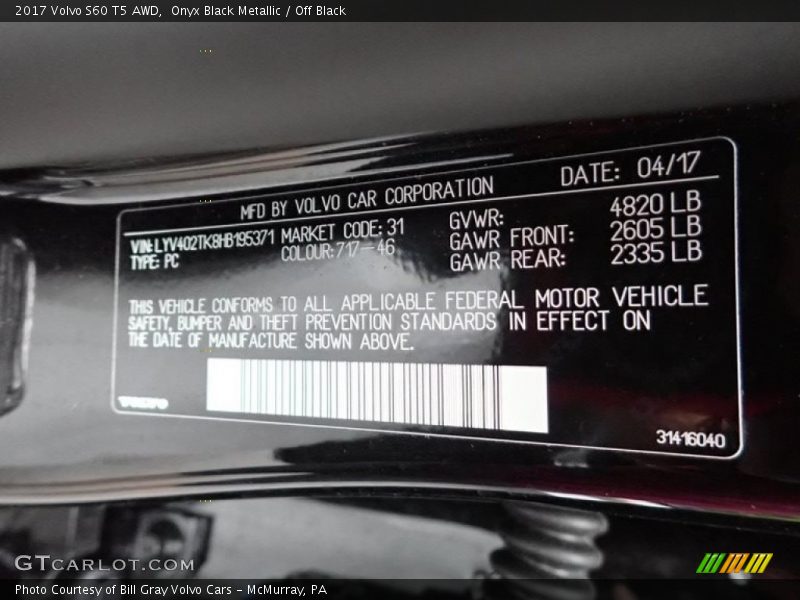 2017 Volvo S60 T5 AWD, Onyx Black Metallic / Off Black
MFD BY VOLVO CAR CORPORATION DATE: 04/17
VIN: LYV402TK8HB195371 MARKET CODE: 31 GVWR: 4820 LB
TYPE: PC COLOUR: 717-46 GAWR FRONT: 2605 LB
GAWR REAR: 2335 LB
THIS VEHICLE CONFORMS TO ALL APPLICABLE FEDERAL MOTOR VEHICLE
SAFETY, BUMPER AND THEFT PREVENTION STANDARDS IN EFFECT ON
THE DATE OF MANUFACTURE SHOWN ABOVE.
VOLVO
31416040
GTCARLOT.COM
Photo Courtesy of Bill Gray Volvo Cars - McMurray, PA